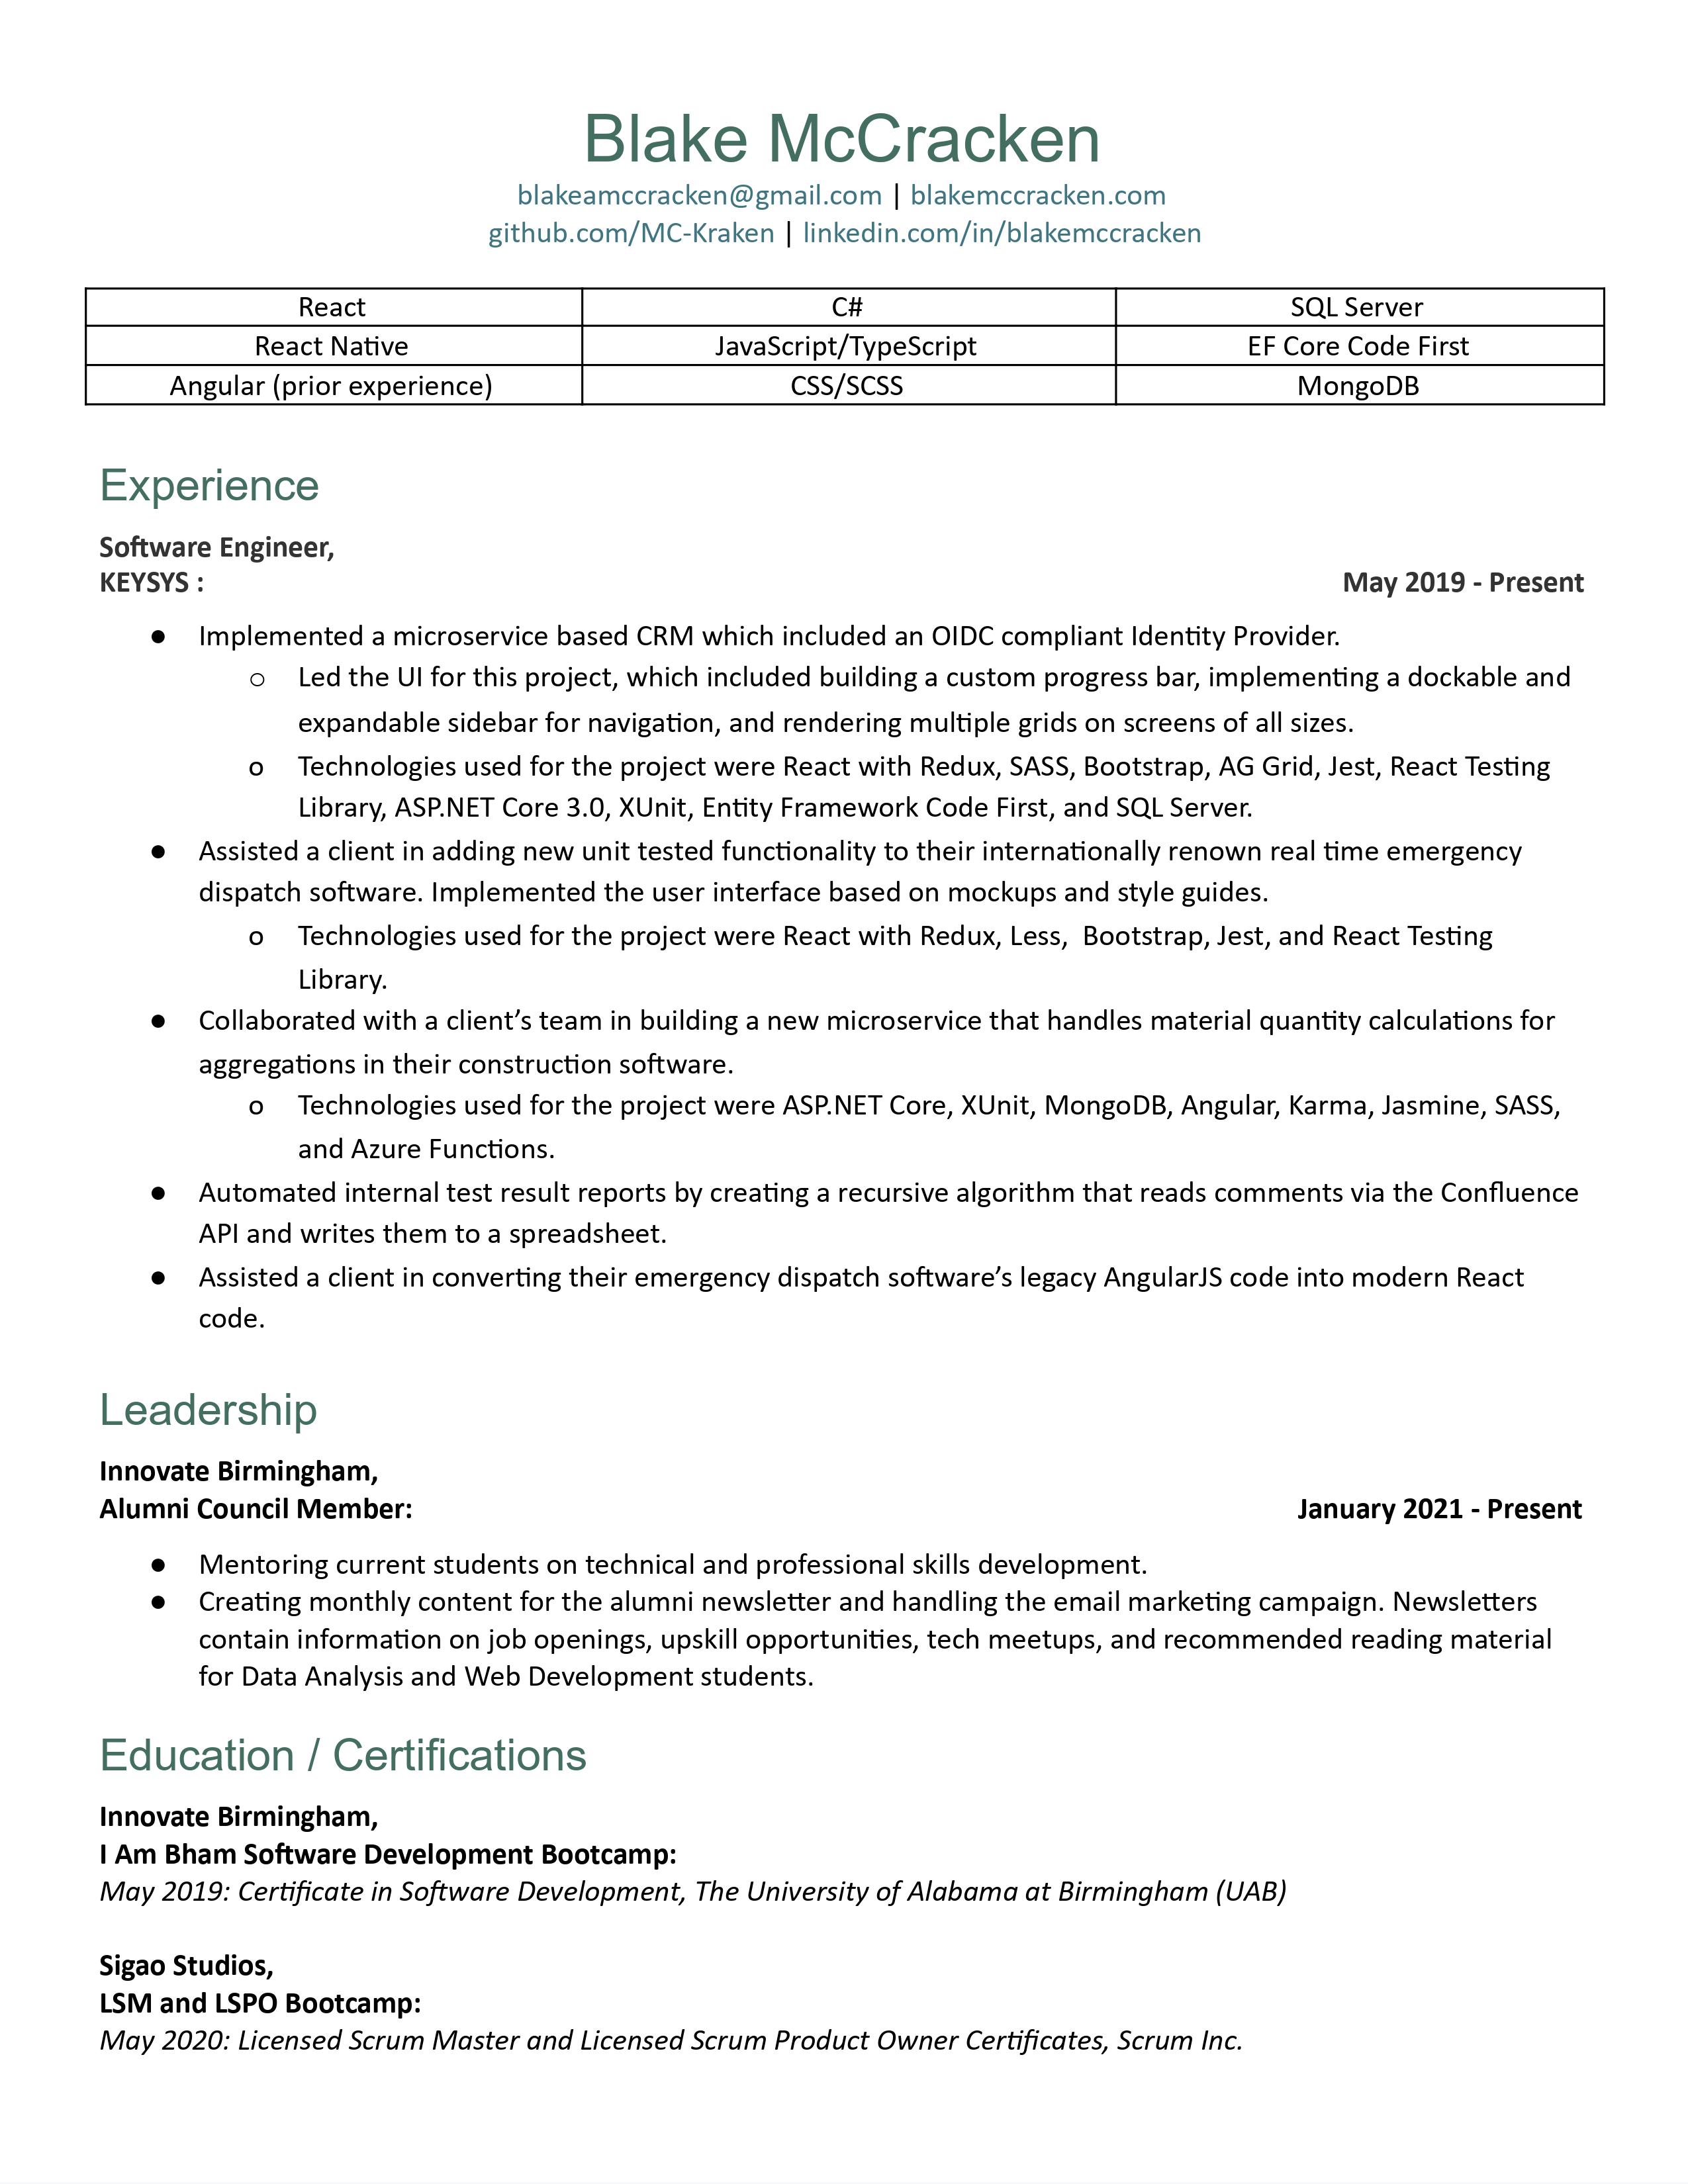 Blake McCracken
blakeamccracken@gmail.com | blakemccracken.com
github.com/MC-Kraken | linkedin.com/in/blakemccracken
React C# SQL Server
React Native JavaScript/TypeScript EF Core Code First
Angular (prior experience) CSS/SCSS MongoDB
Experience
Software Engineer,
KEYSYS : May 2019 - Present
● Implemented a microservice based CRM which included an OIDC compliant Identity Provider.
○ Led the UI for this project, which included building a custom progress bar, implementing a dockable and
expandable sidebar for navigation, and rendering multiple grids on screens of all sizes.
o Technologies used for the project were React with Redux, SASS, Bootstrap, AG Grid, Jest, React Testing
Library, ASP.NET Core 3.0, XUnit, Entity Framework Code First, and SQL Server.
● Assisted a client in adding new unit tested functionality to their internationally renown real time emergency
dispatch software. Implemented the user interface based on mockups and style guides.
o Technologies used for the project were React with Redux, Less,  Bootstrap, Jest, and React Testing
Library.
● Collaborated with a client’s team in building a new microservice that handles material quantity calculations for
aggregations in their construction software.
o Technologies used for the project were ASP.NET Core, XUnit, MongoDB, Angular, Karma, Jasmine, SASS,
and Azure Functions.
● Automated internal test result reports by creating a recursive algorithm that reads comments via the Confluence
API and writes them to a spreadsheet.
● Assisted a client in converting their emergency dispatch software’s legacy AngularJS code into modern React
code.
Leadership
Innovate Birmingham,
Alumni Council Member: January 2021 - Present
● Mentoring current students on technical and professional skills development.
● Creating monthly content for the alumni newsletter and handling the email marketing campaign. Newsletters
contain information on job openings, upskill opportunities, tech meetups, and recommended reading material
for Data Analysis and Web Development students.
Education / Certifications
Innovate Birmingham,
I Am Bham Software Development Bootcamp:
May 2019: Certificate in Software Development, The University of Alabama at Birmingham (UAB)
Sigao Studios,
LSM and LSPO Bootcamp:
May 2020: Licensed Scrum Master and Licensed Scrum Product Owner Certificates, Scrum Inc.